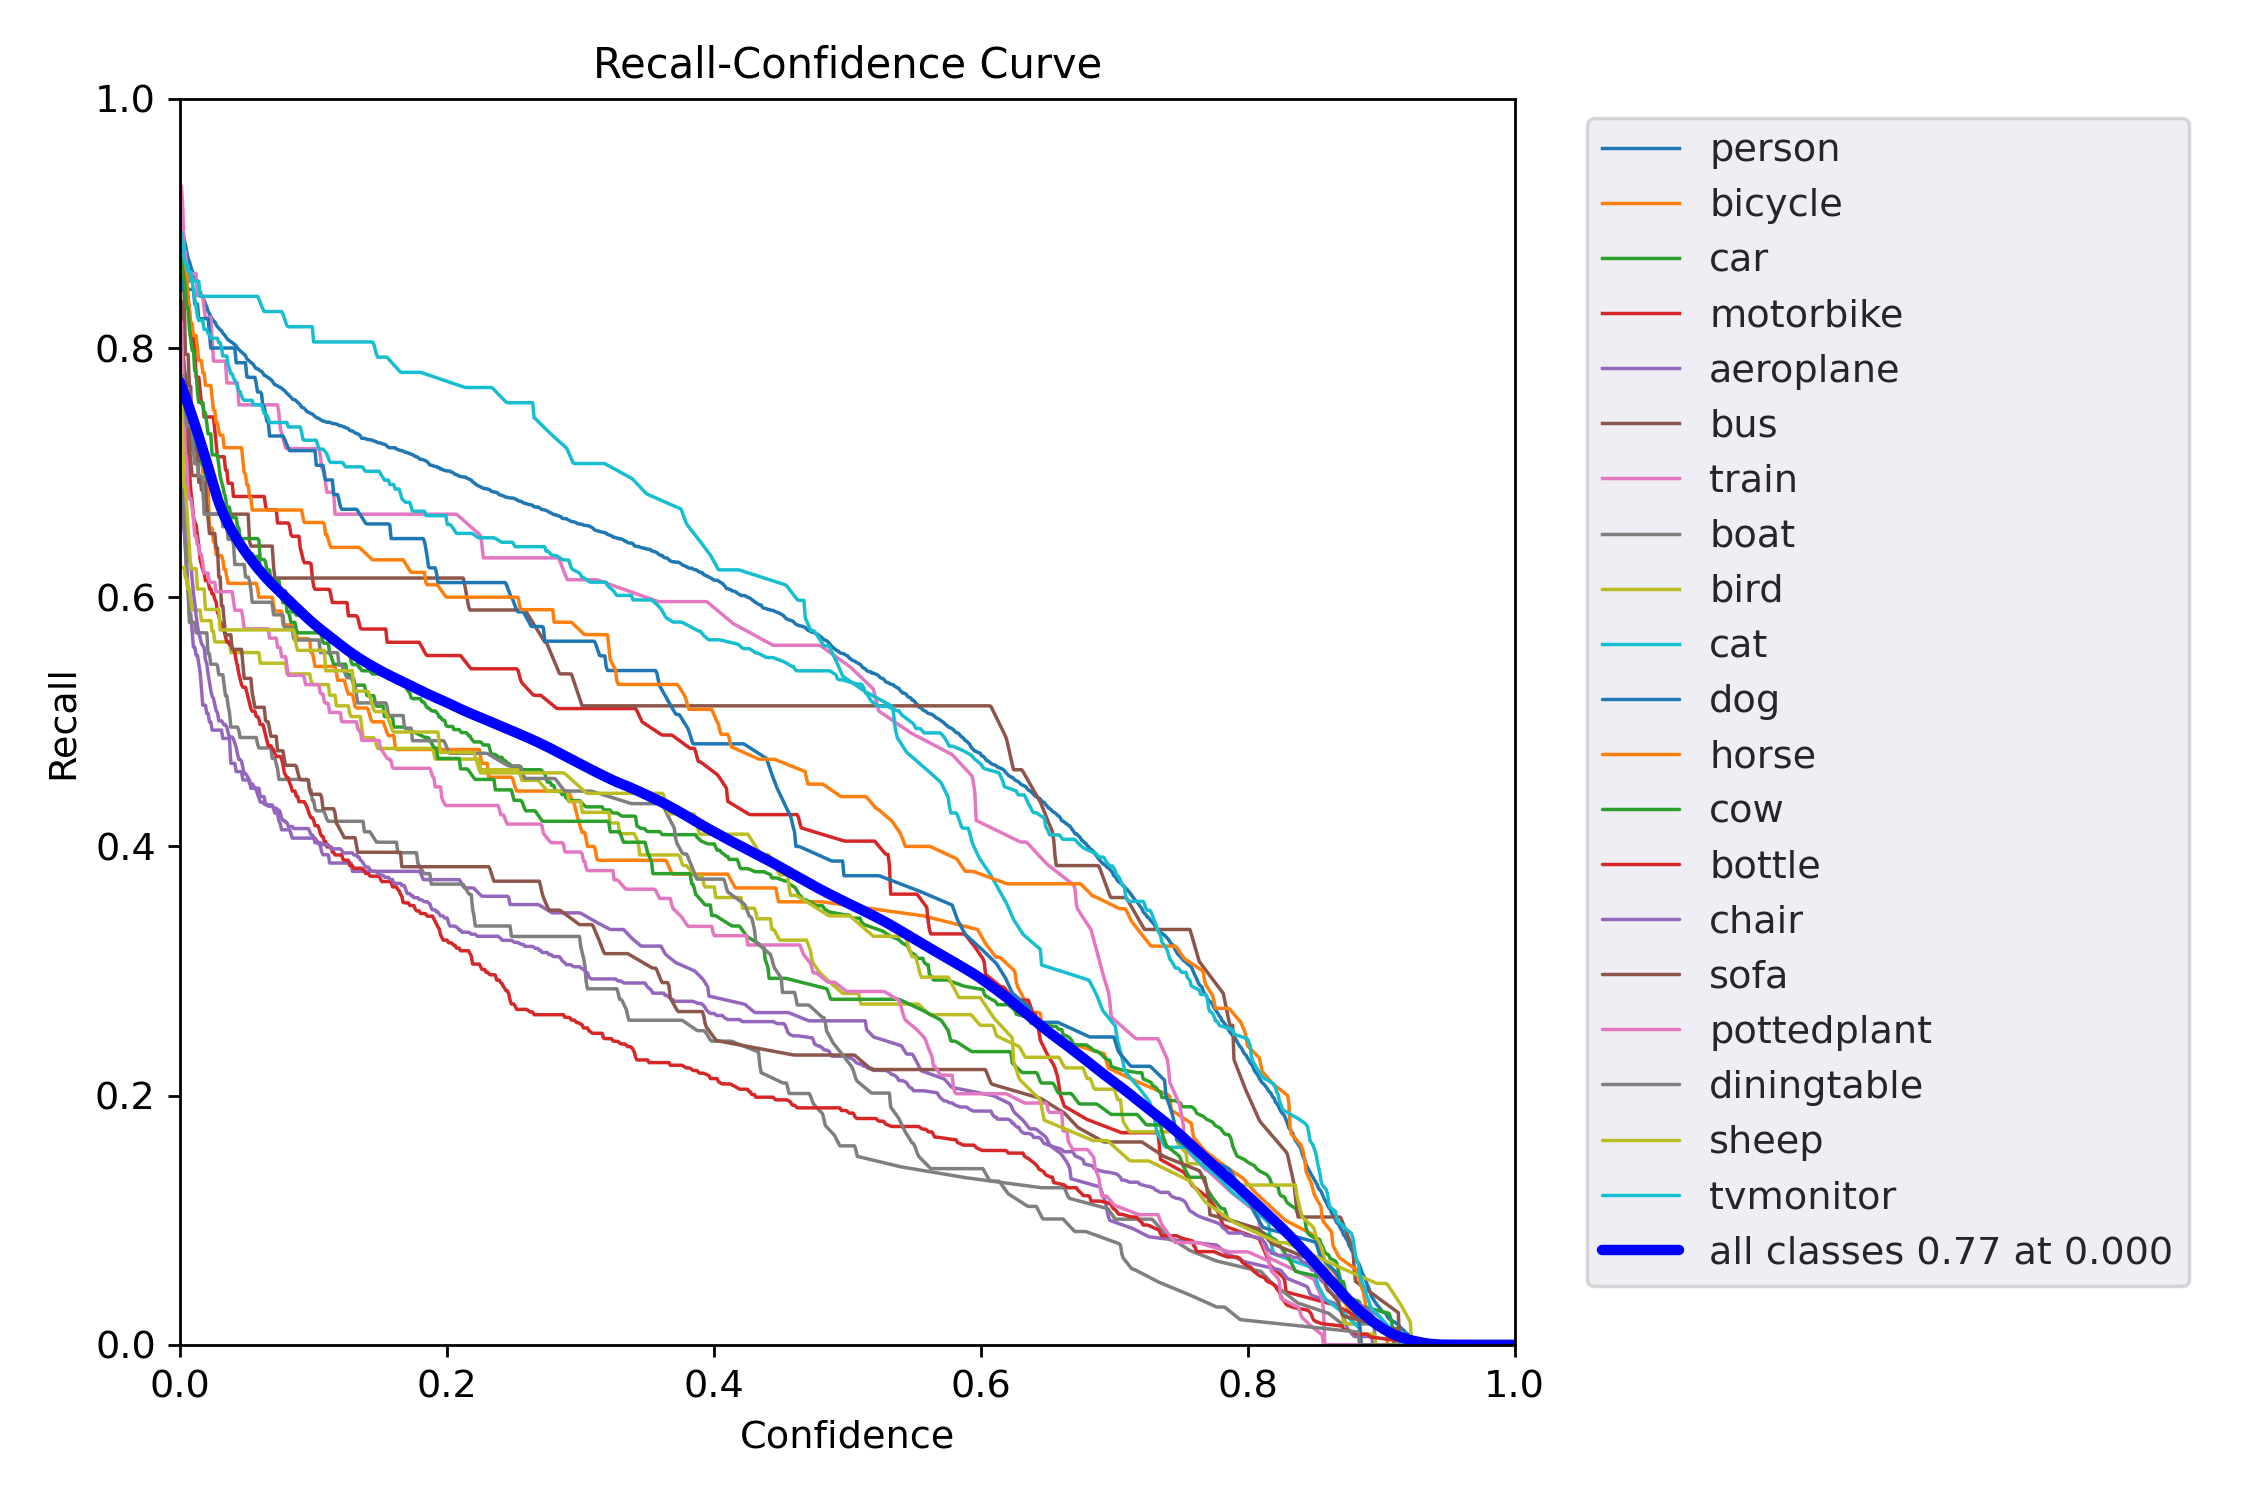 Recall-Confidence Curve
1.0
0.8
0.6
0.4
0.2
0.0
Recall
0.0 0.2 0.4 0.6 0.8 1.0
Confidence
person
bicycle
car
motorbike
aeroplane
bus
train
boat
bird
cat
dog
horse
cow
bottle
chair
sofa
pottedplant
diningtable
sheep
tvmonitor
all classes 0.77 at 0.000